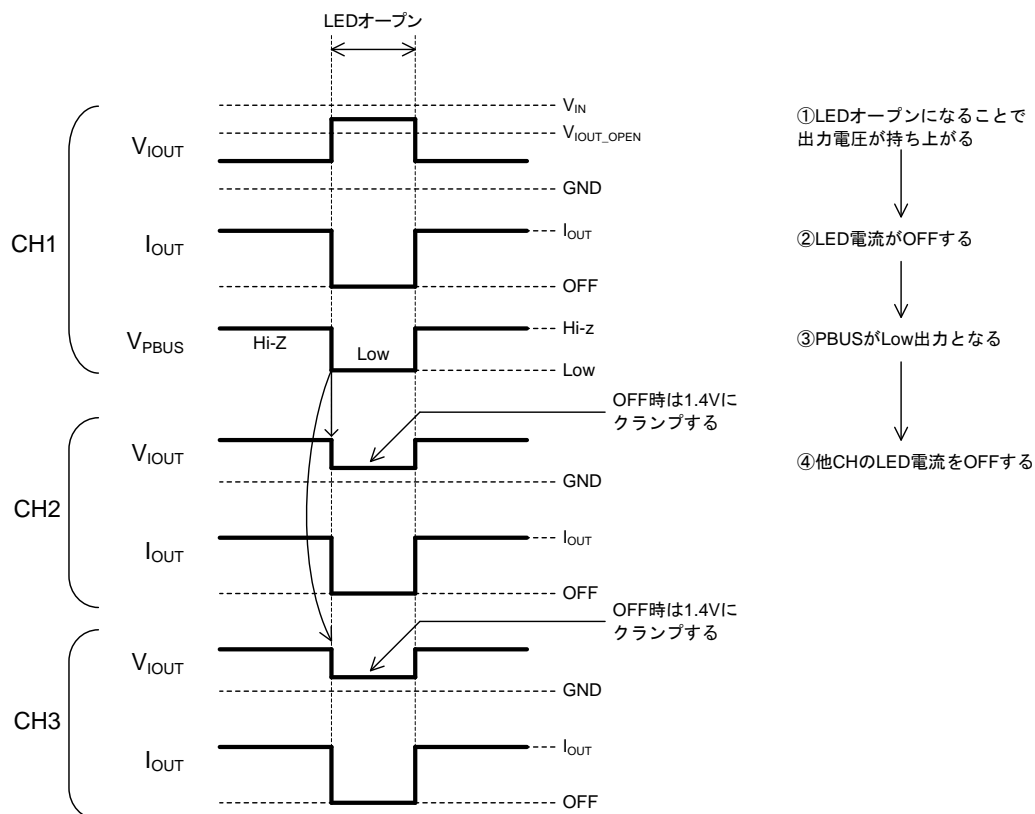 LEDオープン
CH1
V_IOUT
V_IN
V_IOUT_OPEN
GND
I_OUT
I_OUT
OFF
V_PBUS
Hi-Z
Low
Hi-z
Low
CH2
V_IOUT
OFF時は1.4Vに
クランプする
GND
I_OUT
I_OUT
OFF
CH3
V_IOUT
OFF時は1.4Vに
クランプする
GND
I_OUT
I_OUT
OFF
①LEDオープンになることで
出力電圧が持ち上がる
②LED電流がOFFする
③PBUSがLow出力となる
④他CHのLED電流をOFFする